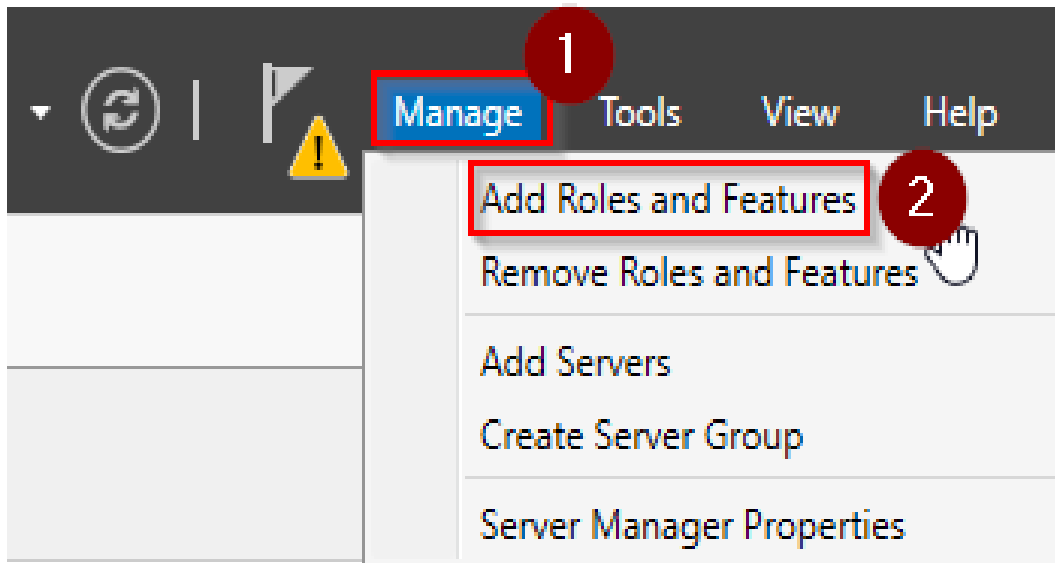 1
Manage Tools View Help
Add Roles and Features 2
Remove Roles and Features
Add Servers
Create Server Group
Server Manager Properties